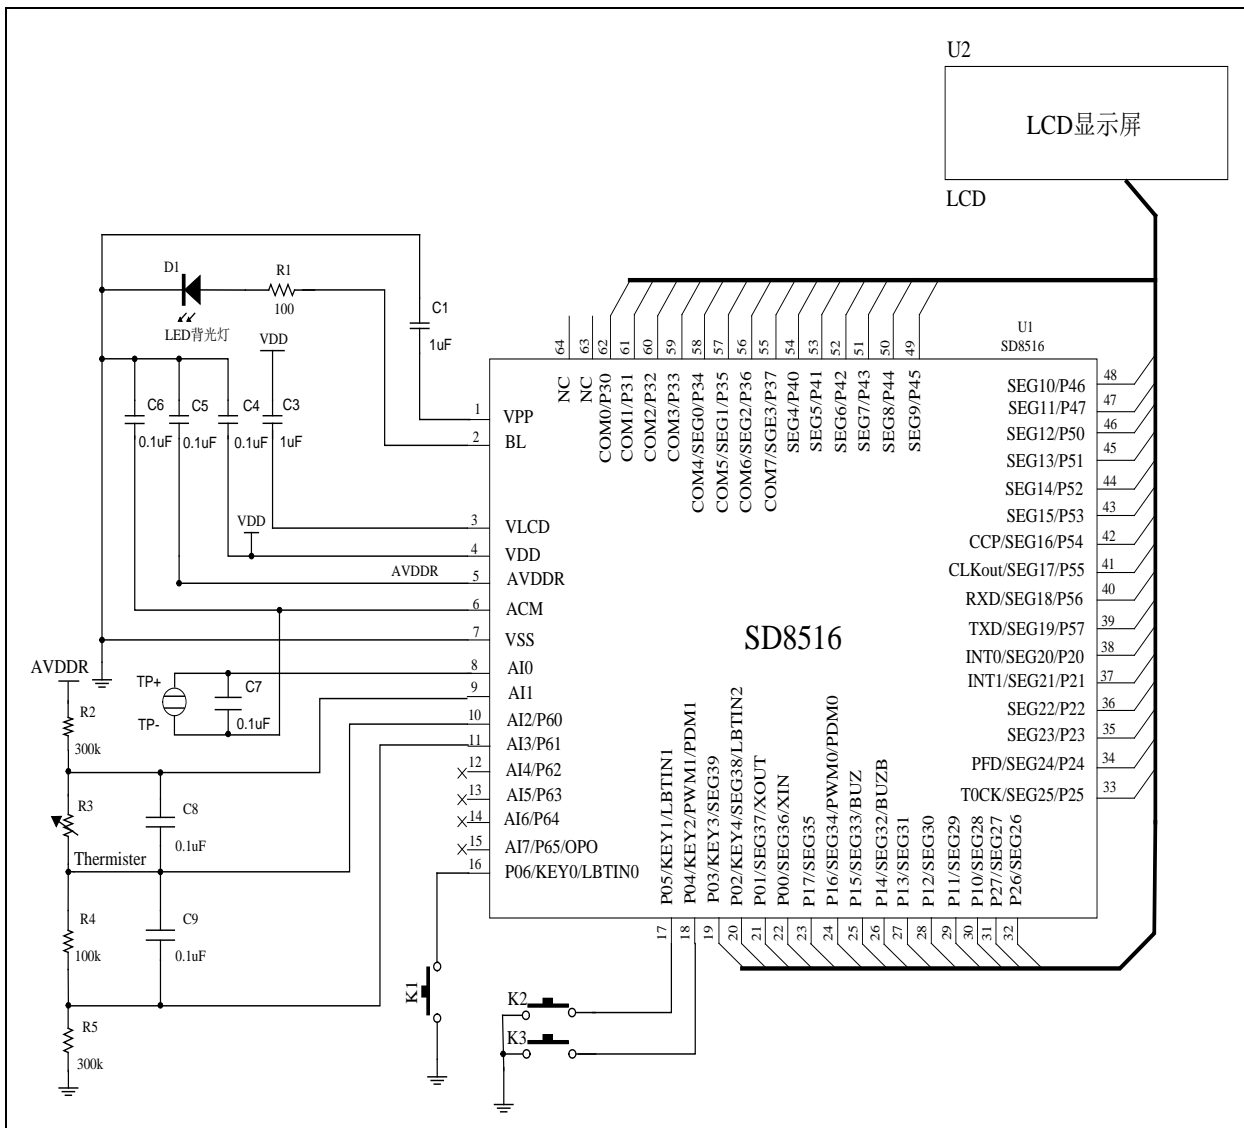 U2
LCD显示屏
LCD
D1
R1
100
LED背光灯
C1
1uF
VDD
C6
0.1uF
C5
0.1uF
C4
0.1uF
C3
1uF
VDD
AVDDR
U1
SD8516
SD8516
64
63
62
61
60
59
58
57
56
55
54
53
52
51
50
49
NC
NC
COM0/P30
COM1/P31
COM2/P32
COM3/P33
COM4/SEG0/P34
COM5/SEG1/P35
COM6/SEG2/P36
COM7/SGE3/P37
SEG4/P40
SEG5/P41
SEG6/P42
SEG7/P43
SEG8/P44
SEG9/P45
1 VPP
2 BL
3 VLCD
4 VDD
5 AVDDR
6 ACM
7 VSS
8 AI0
9 AI1
10 AI2/P60
11 AI3/P61
12 AI4/P62
13 AI5/P63
14 AI6/P64
15 AI7/P65/OPO
16 P06/KEY0/LBTIN0
SEG10/P46 48
SEG11/P47 47
SEG12/P50 46
SEG13/P51 45
SEG14/P52 44
SEG15/P53 43
CCP/SEG16/P54 42
CLKout/SEG17/P55 41
RXD/SEG18/P56 40
TXD/SEG19/P57 39
INT0/SEG20/P20 38
INT1/SEG21/P21 37
SEG22/P22 36
SEG23/P23 35
PFD/SEG24/P24 34
T0CK/SEG25/P25 33
P05/KEY1/LBTIN1
P04/KEY2/PWM1/PDM1
P03/KEY3/SEG39
P02/KEY4/SEG38/LBTIN2
P01/SEG37/XOUT
P00/SEG36/XIN
P17/SEG35
P16/SEG34/PWM0/PDM0
P15/SEG33/BUZ
P14/SEG32/BUZB
P13/SEG31
P12/SEG30
P11/SEG29
P10/SEG28
P27/SEG27
P26/SEG26
17
18
19
20
21
22
23
24
25
26
27
28
29
30
31
32
AVDDR
TP+
TP-
C7
0.1uF
R2
300k
R3
C8
0.1uF
Thermister
R4
100k
C9
0.1uF
R5
300k
K1
K2
K3